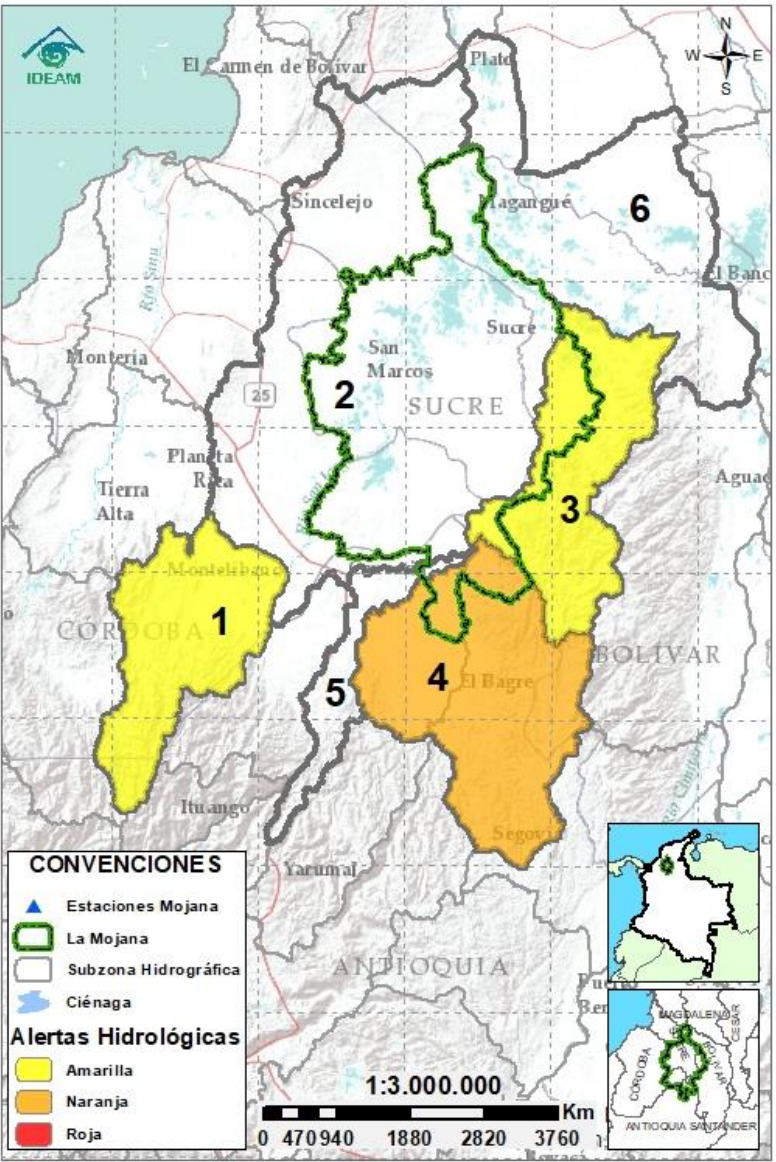 IDEAM
N
W E
S
El Carmen de Bolívar
Plato
Sincelejo
Magangué
6
Río Sinú
El Banc
Sucre
Montería
San
Marcos
2
25
SUCRE
Planeta
Rica
Tierra
Alta
Aguac
3
Montelíbano
1
CÓRDOBA
BOLÍVAR
4
El Bagre
5
Ituango
Segovia
Yarumal
ANTIOQUIA
CONVENCIONES
Estaciones Mojana
La Mojana
Subzona Hidrográfica
Ciénaga
Alertas Hidrológicas
Amarilla
Naranja
Roja
1:3.000.000
Km
0 470 940 1880 2820 3760
MAGDALENA
CESAR
CORDOBA
BOLIVAR
ANTIOQUIA SANTANDER